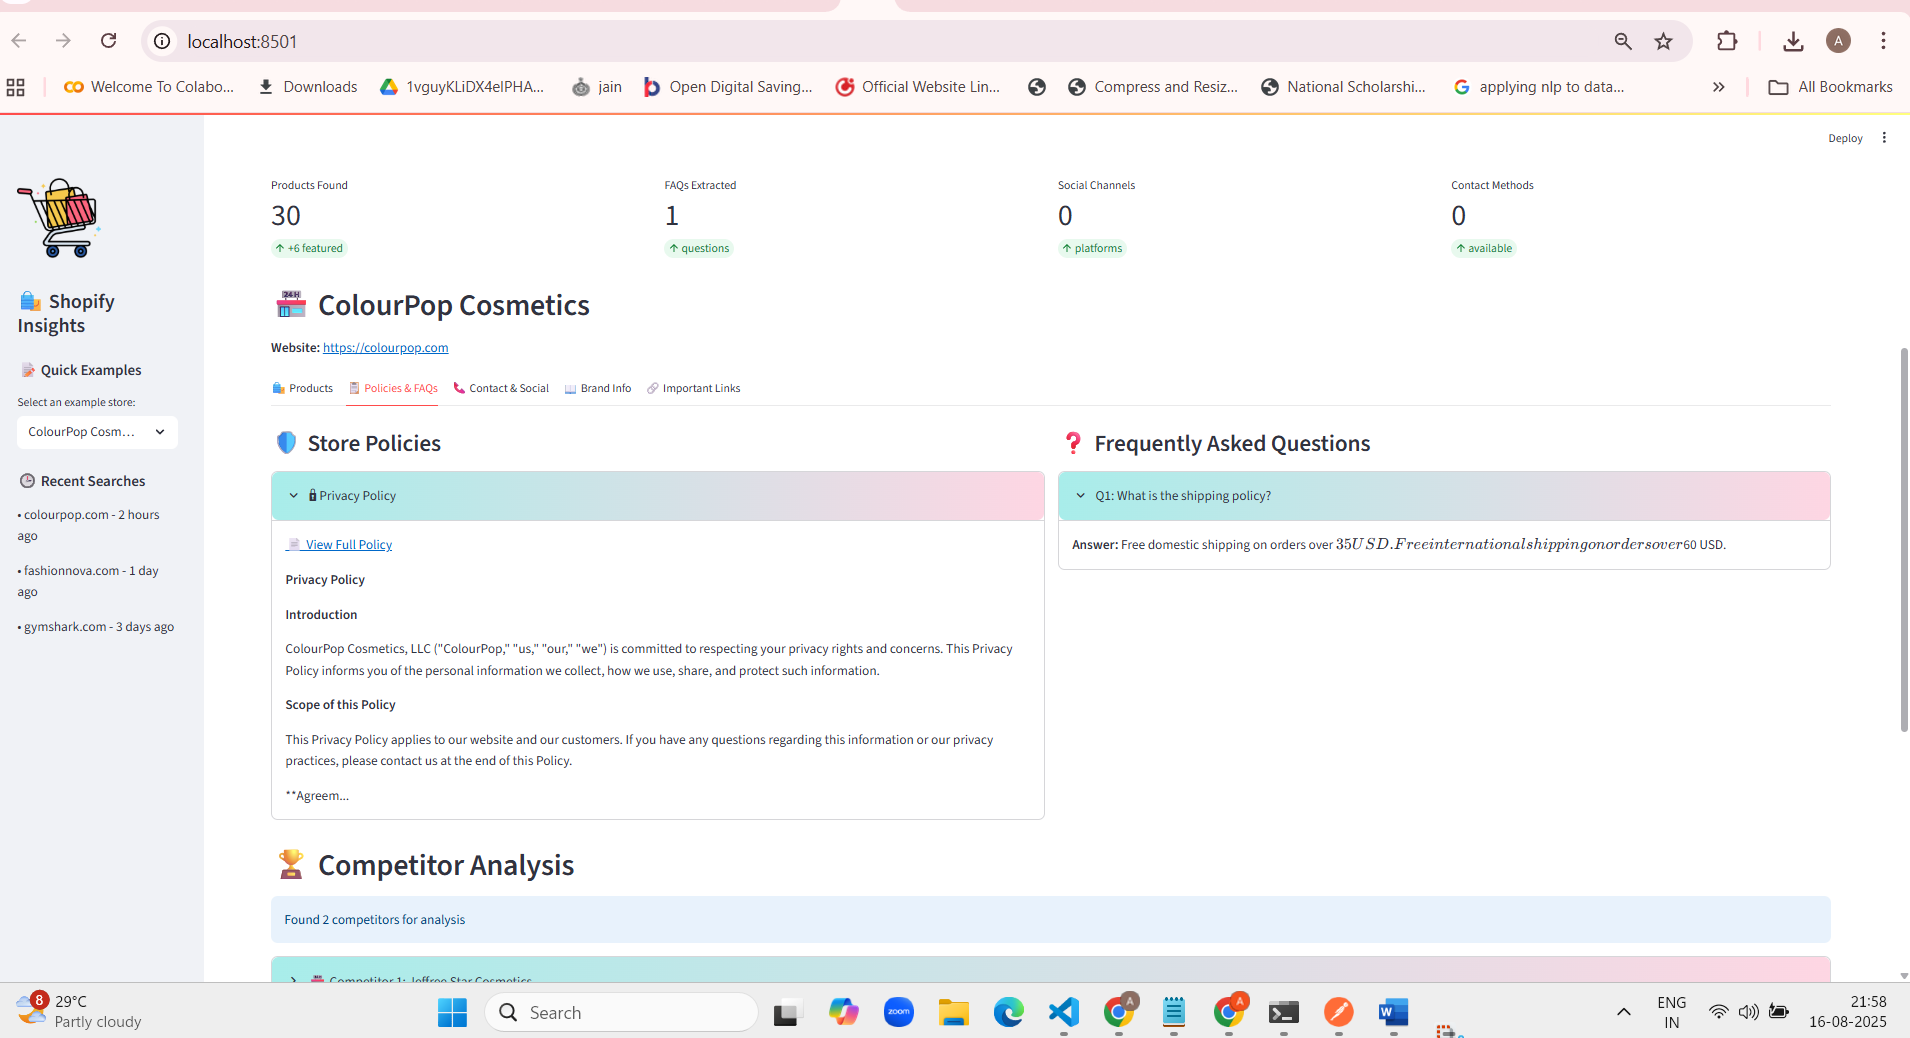 localhost:8501
A
Welcome To Colabo...
Downloads
1vguyKLiDX4eIPHA...
jain
Open Digital Saving...
Official Website Lin...
Compress and Resiz...
National Scholarshi...
applying nlp to data...
All Bookmarks
Deploy
Products Found
30
+6 featured
FAQs Extracted
1
questions
Social Channels
0
platforms
Contact Methods
0
available
Shopify
Insights
Quick Examples
Select an example store:
ColourPop Cosm...
Recent Searches
• colourpop.com - 2 hours
ago
• fashionnova.com - 1 day
ago
• gymshark.com - 3 days ago
24H
ColourPop Cosmetics
Website: https://colourpop.com
Products
Policies & FAQs
Contact & Social
Brand Info
Important Links
Store Policies
Privacy Policy
View Full Policy
Privacy Policy
Introduction
ColourPop Cosmetics, LLC ("ColourPop," "us," "our," "we") is committed to respecting your privacy rights and concerns. This Privacy
Policy informs you of the personal information we collect, how we use, share, and protect such information.
Scope of this Policy
This Privacy Policy applies to our website and our customers. If you have any questions regarding this information or our privacy
practices, please contact us at the end of this Policy.
**Agreem...
Frequently Asked Questions
Q1: What is the shipping policy?
Answer: Free domestic shipping on orders over 35USD.Freeinternationalshippingonordersover60 USD.
Competitor Analysis
Found 2 competitors for analysis
Competitor 1: Jeffree Star Cosmetics
8
29°C
Partly cloudy
Search
zoom
A
A
W
ENG
IN
21:58
16-08-2025